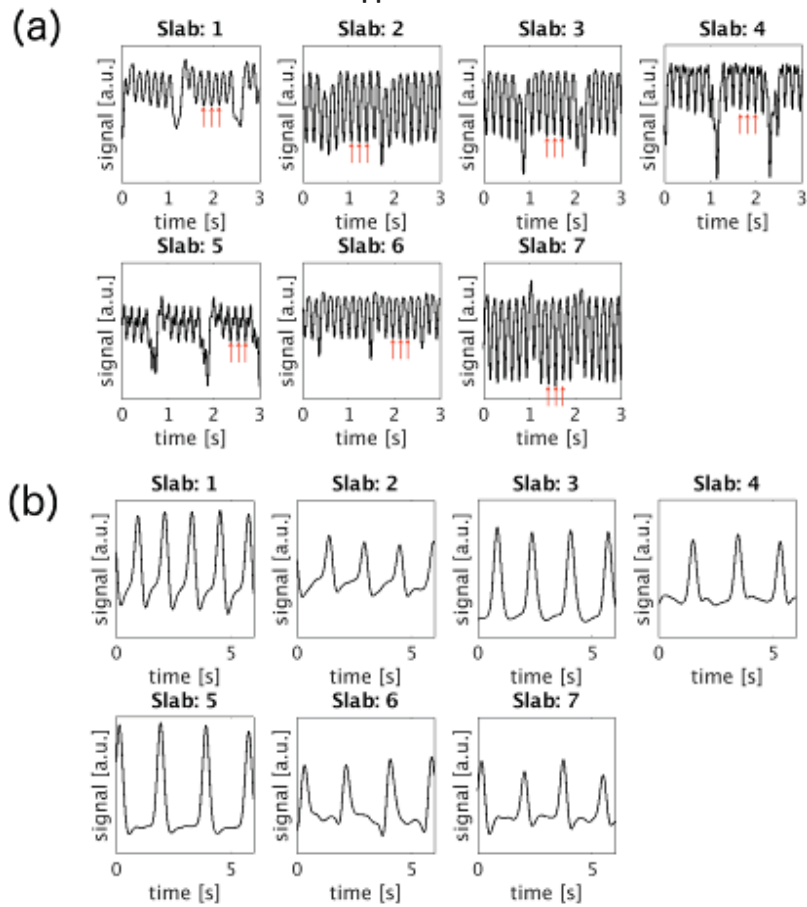 (a)
Slab: 1
signal [a.u.]
0 1 2 3
time [s]
Slab: 2
signal [a.u.]
0 1 2 3
time [s]
Slab: 3
signal [a.u.]
0 1 2 3
time [s]
Slab: 4
signal [a.u.]
0 1 2 3
time [s]
Slab: 5
signal [a.u.]
0 1 2 3
time [s]
Slab: 6
signal [a.u.]
0 1 2 3
time [s]
Slab: 7
signal [a.u.]
0 1 2 3
time [s]
(b)
Slab: 1
signal [a.u.]
0 5
time [s]
Slab: 2
signal [a.u.]
0 5
time [s]
Slab: 3
signal [a.u.]
0 5
time [s]
Slab: 4
signal [a.u.]
0 5
time [s]
Slab: 5
signal [a.u.]
0 5
time [s]
Slab: 6
signal [a.u.]
0 5
time [s]
Slab: 7
signal [a.u.]
0 5
time [s]